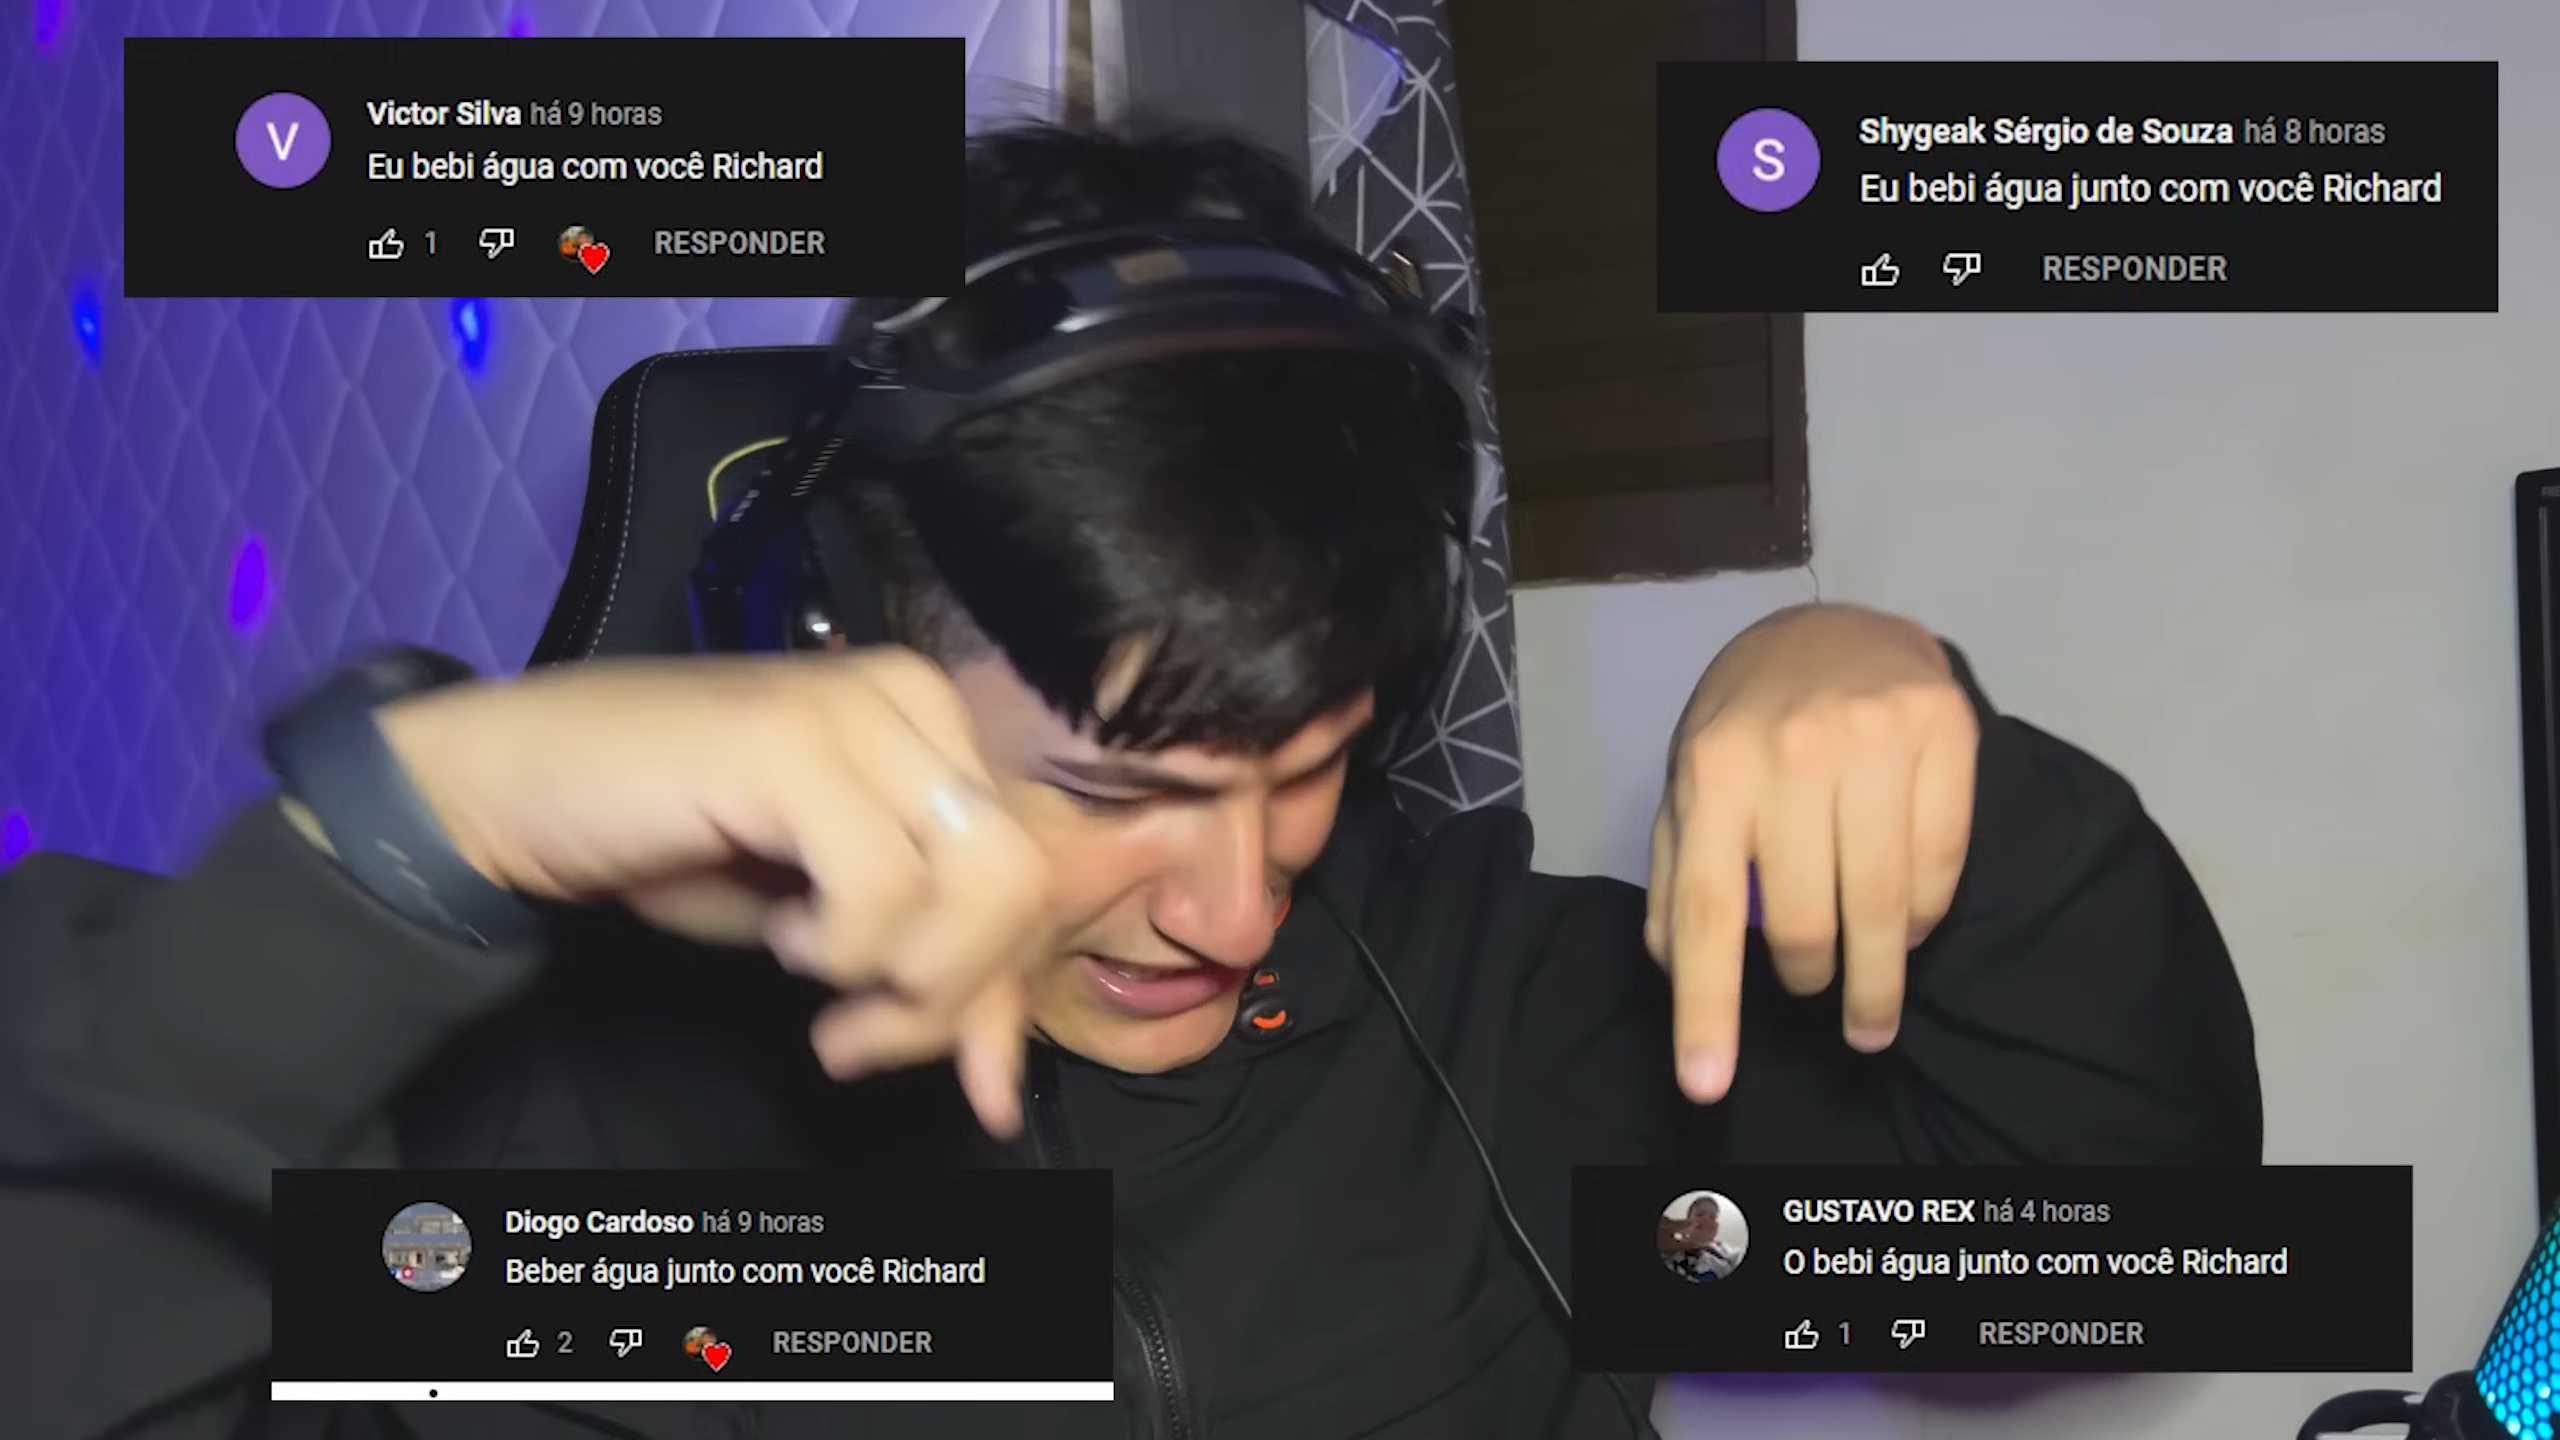 Victor Silva há 9 horas
Eu bebi água com você Richard
1 RESPONDER
Shygeak Sérgio de Souza há 8 horas
Eu bebi água junto com você Richard
RESPONDER
Diogo Cardoso há 9 horas
Beber água junto com você Richard
2 RESPONDER
GUSTAVO REX há 4 horas
O bebi água junto com você Richard
1 RESPONDER
V
S